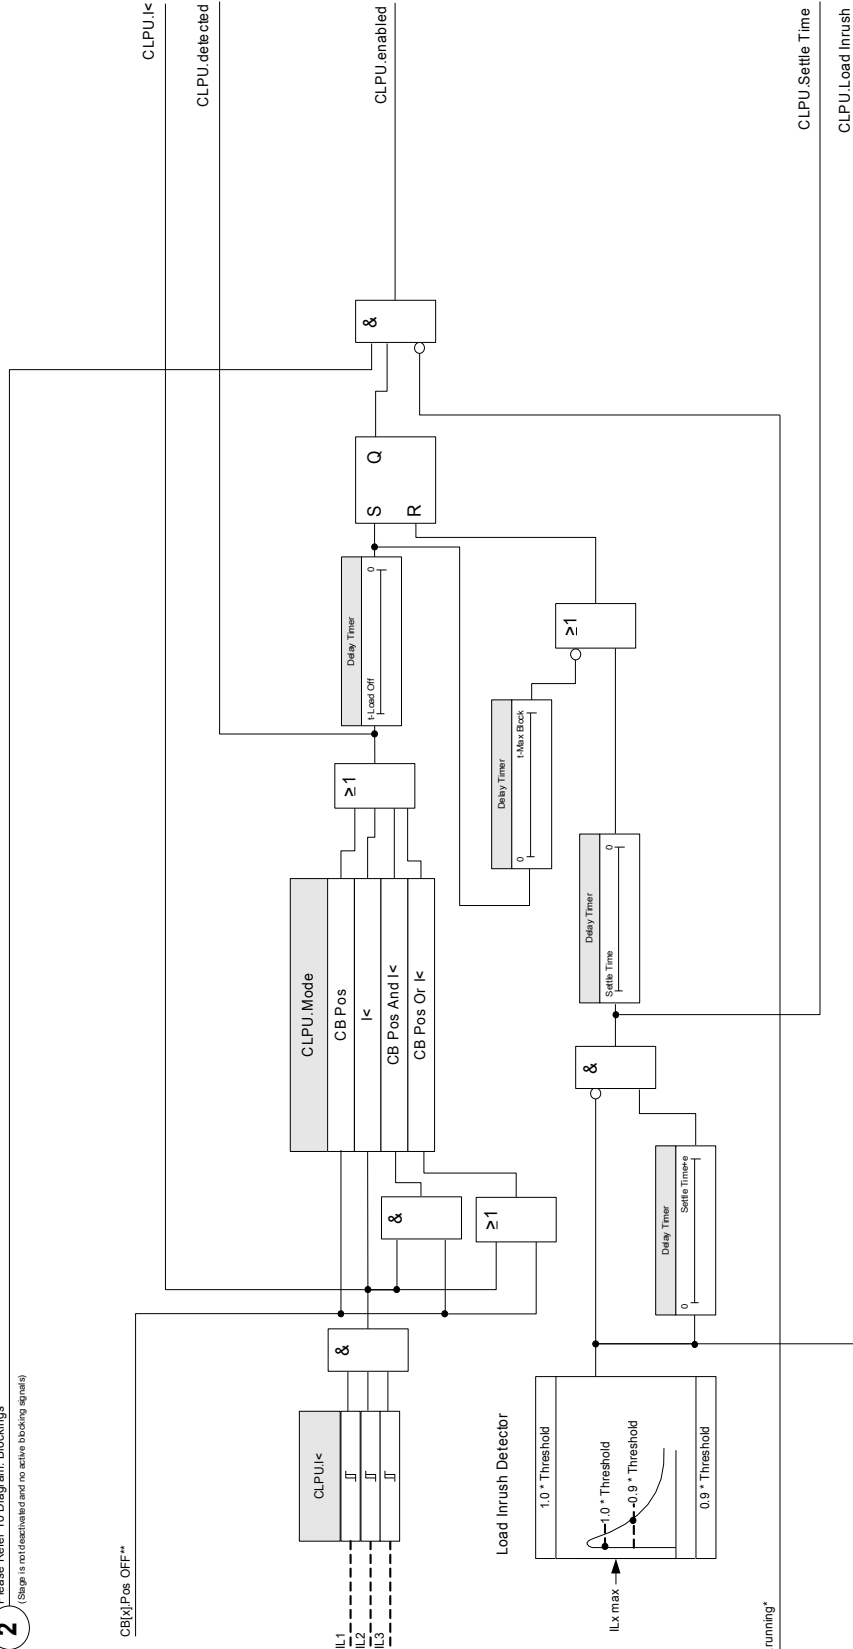 2
Please Refer To Diagram: Blockings
(Stage is not deactivated and no active blocking signals)
CLPU.I<
CLPU.detected
CLPU.enabled
CB[x].Pos OFF**
IL1
IL2
IL3
CLPU.I<
&
&
≥1
CLPU.Mode
CB Pos
I<
CB Pos And I<
CB Pos Or I<
≥1
Delay Timer
t-Load Off
0
S
R
Q
&
Delay Timer
0
t-Max Block
≥1
Load Inrush Detector
1.0 * Threshold
1.0 * Threshold
0.9 * Threshold
0.9 * Threshold
ILx max
Delay Timer
0
Settle Time+e
&
Delay Timer
Settle Time
0
running*
CLPU.Settle Time
CLPU.Load Inrush